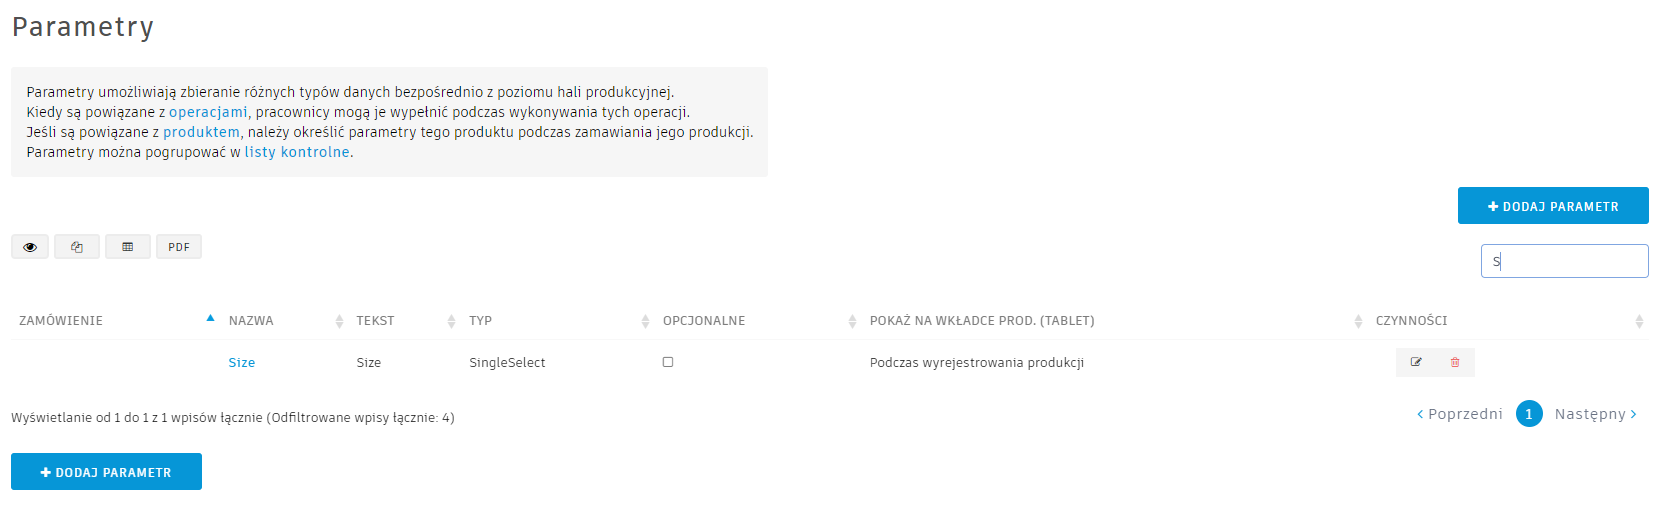 Parametry
Parametry umożliwiają zbieranie różnych typów danych bezpośrednio z poziomu hali produkcyjnej.
Kiedy są powiązane z operacjami, pracownicy mogą je wypełnić podczas wykonywania tych operacji.
Jeśli są powiązane z produktem, należy określić parametry tego produktu podczas zamawiania jego produkcji.
Parametry można pogrupować w listy kontrolne.
DODAJ PARAMETR
PDF
S
ZAMÓWIENIE NAZWA TEKST TYP OPCJONALNE POKAŻ NA WKŁADCE PROD. (TABLET) CZYNNOŚCI
Size Size SingleSelect Podczas wyrejestrowania produkcji
Wyświetlanie od 1 do 1 z 1 wpisów łącznie (Odfiltrowane wpisy łącznie: 4)
Poprzedni 1 Następny
DODAJ PARAMETR